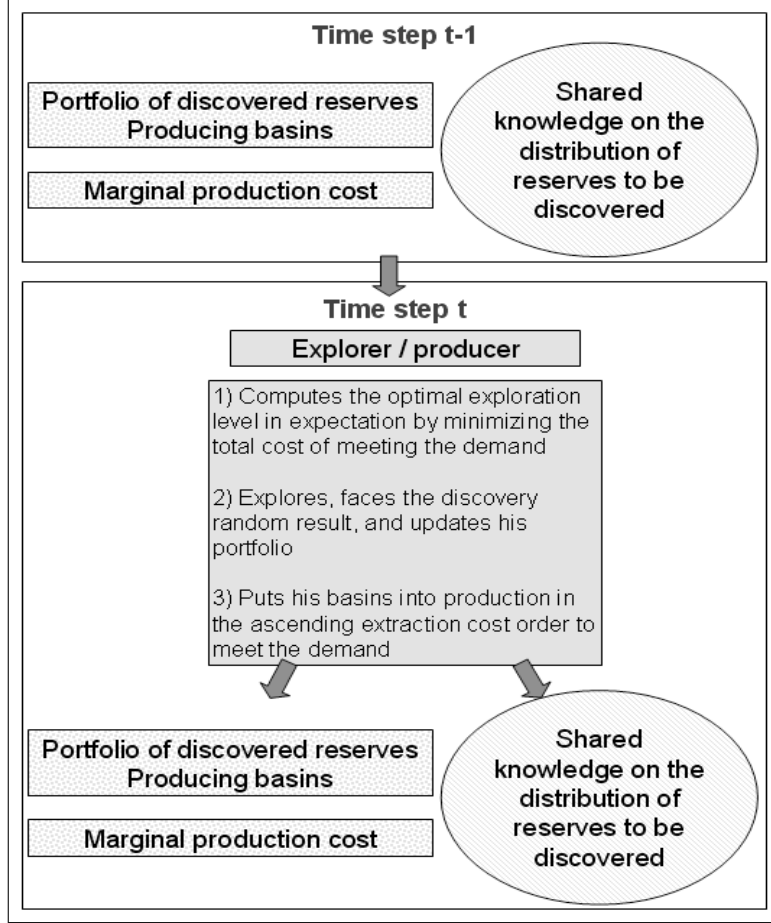 Time step t-1
Portfolio of discovered reserves
Producing basins
Marginal production cost
Shared
knowledge on the
distribution of
reserves to be
discovered
Time step t
Explorer / producer
1) Computes the optimal exploration
level in expectation by minimizing the
total cost of meeting the demand
2) Explores, faces the discovery
random result, and updates his
portfolio
3) Puts his basins into production in
the ascending extraction cost order to
meet the demand
Portfolio of discovered reserves
Producing basins
Marginal production cost
Shared
knowledge on the
distribution of
reserves to be
discovered